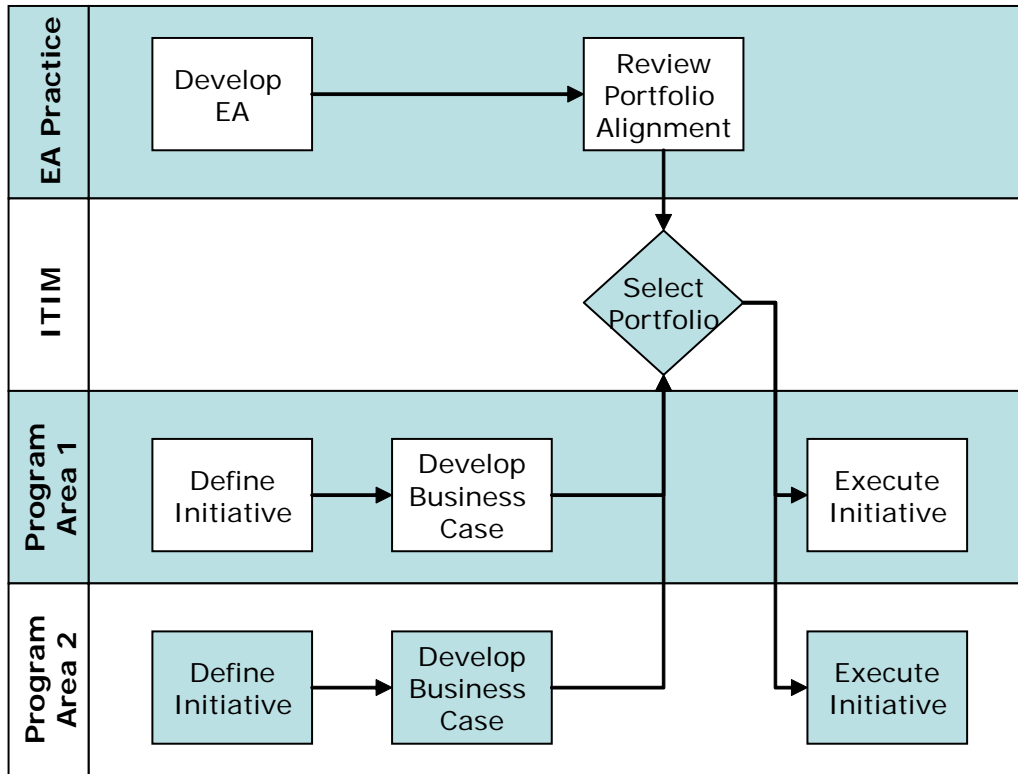 EA Practice
Develop
EA
Review
Portfolio
Alignment
ITIM
Select
Portfolio
Program
Area 1
Define
Initiative
Develop
Business
Case
Execute
Initiative
Program
Area 2
Define
Initiative
Develop
Business
Case
Execute
Initiative